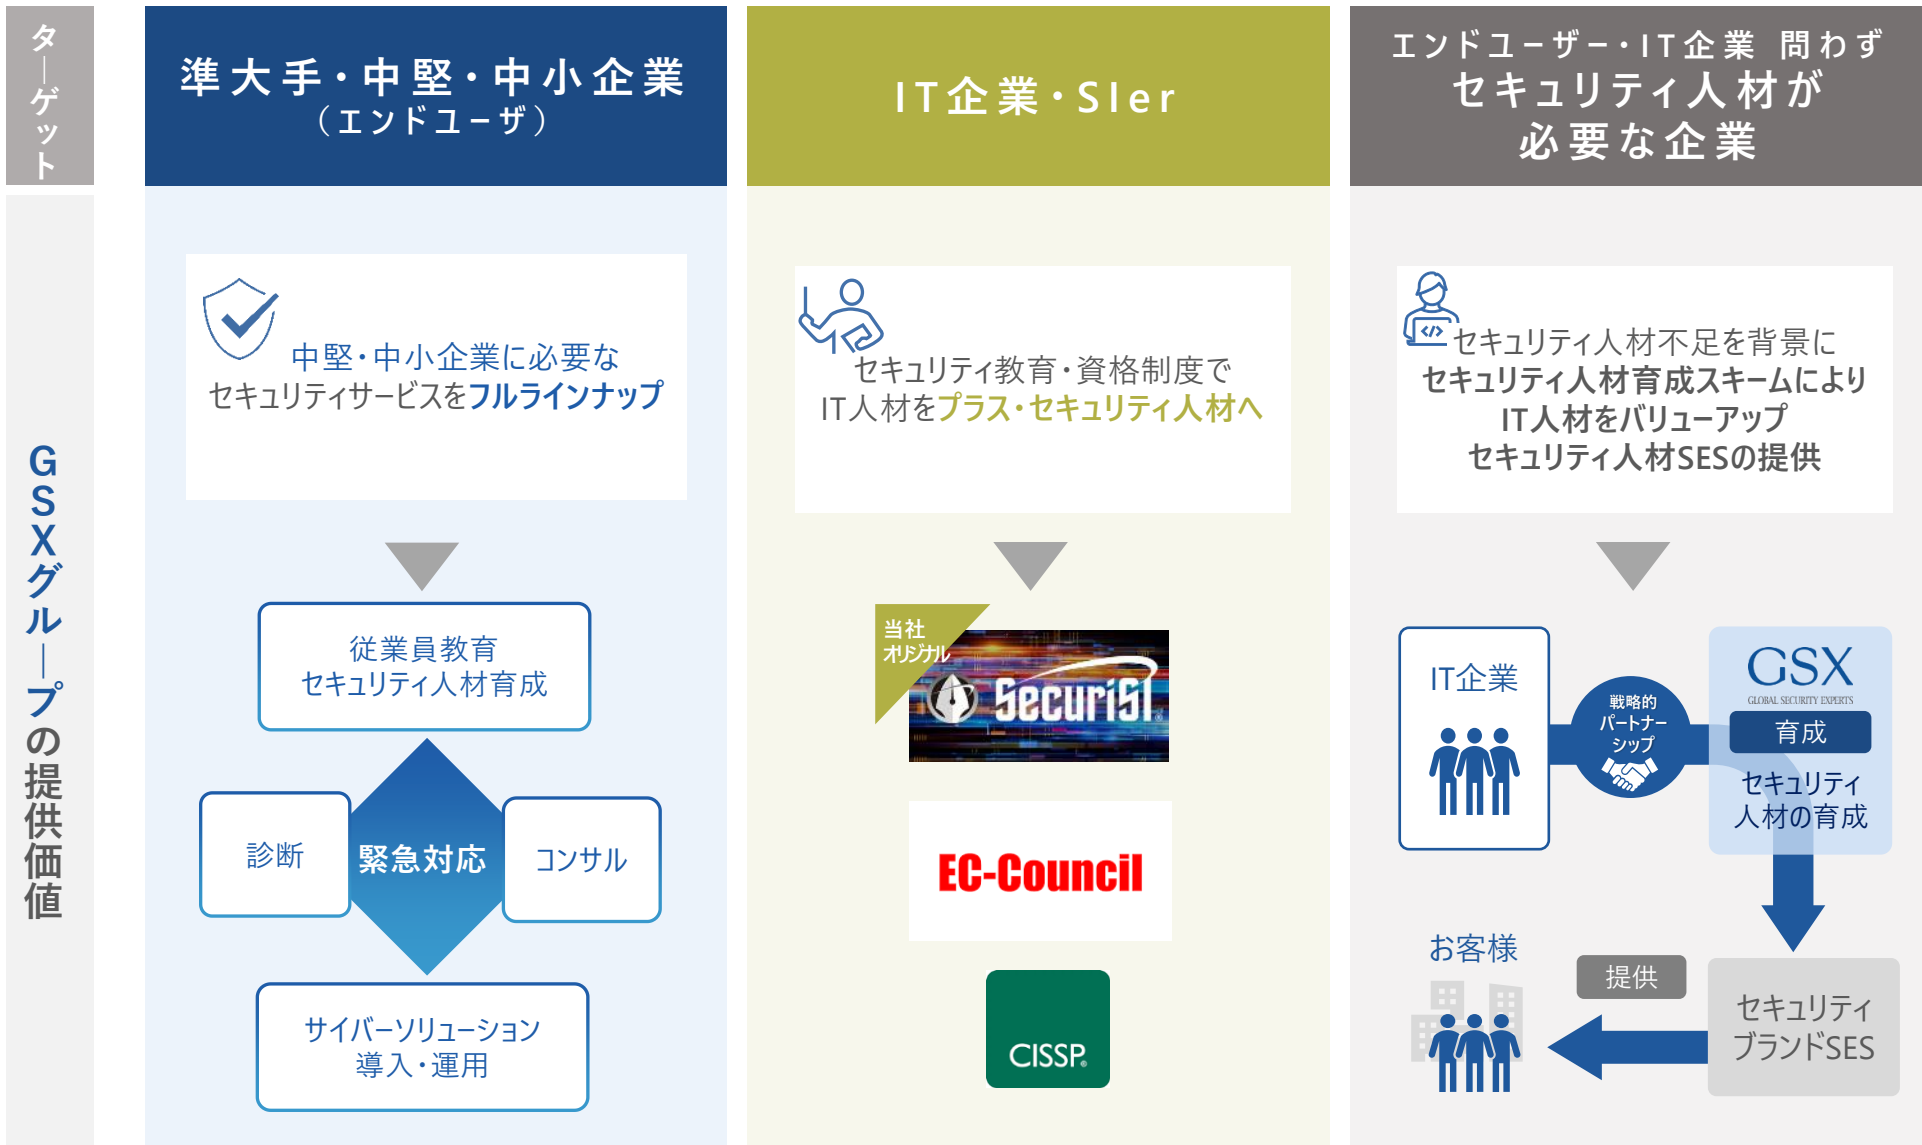 ターゲット
準大手・中堅・中小企業
（エンドユーザ）
IT企業・SIer
エンドユーザー・IT企業 問わず
セキュリティ人材が
必要な企業
GSXグループの提供価値
中堅・中小企業に必要な
セキュリティサービスをフルラインナップ
従業員教育
セキュリティ人材育成
診断
緊急対応
コンサル
サイバーソリューション
導入・運用
セキュリティ教育・資格制度で
IT人材をプラス・セキュリティ人材へ
当社
オリジナル
SecuriST®
EC-Council
CISSP®
</>
セキュリティ人材不足を背景に
セキュリティ人材育成スキームにより
IT人材をバリューアップ
セキュリティ人材SESの提供
IT企業
戦略的
パートナー
シップ
GSX
GLOBAL SECURITY EXPERTS
育成
セキュリティ
人材の育成
お客様
提供
セキュリティ
ブランドSES